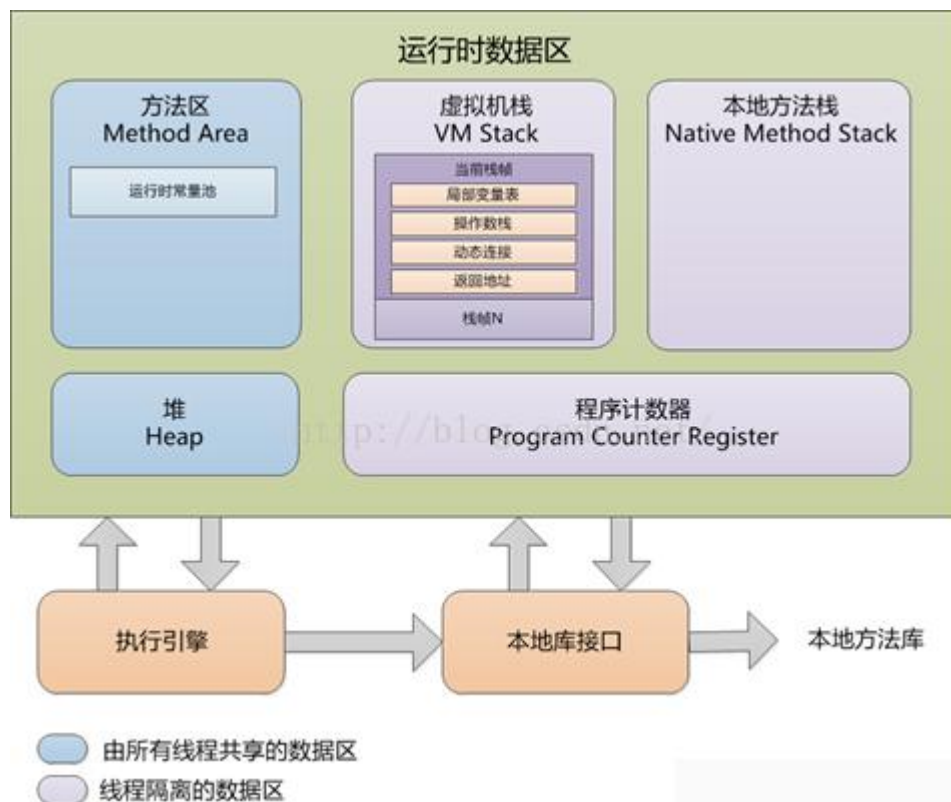 运行时数据区
方法区
Method Area
运行时常量池
虚拟机栈
VM Stack
当前栈帧
局部变量表
操作数栈
动态连接
返回地址
栈帧N
本地方法栈
Native Method Stack
堆
Heap
程序计数器
Program Counter Register
http://blog.csdn.net/
执行引擎
本地库接口
本地方法库
由所有线程共享的数据区
线程隔离的数据区